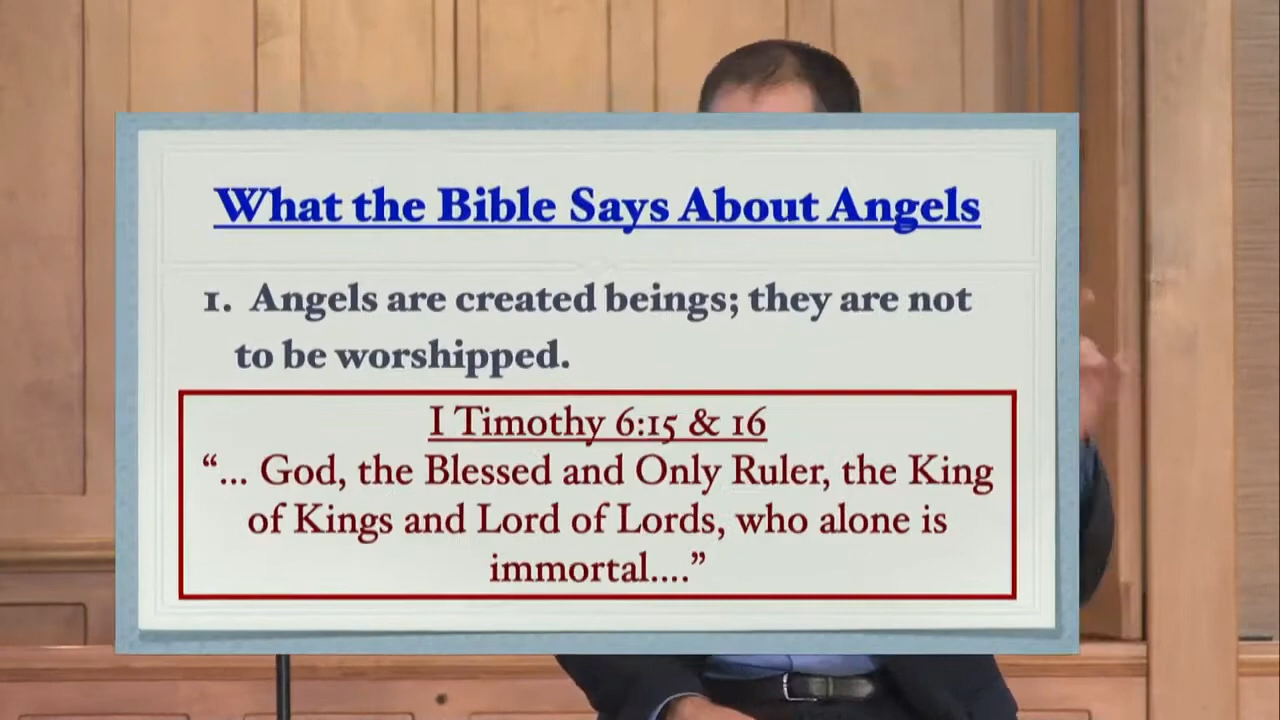 What the Bible Says About Angels
1. Angels are created beings; they are not
to be worshipped.
I Timothy 6:15 & 16
“... God, the Blessed and Only Ruler, the King
of Kings and Lord of Lords, who alone is
immortal....”